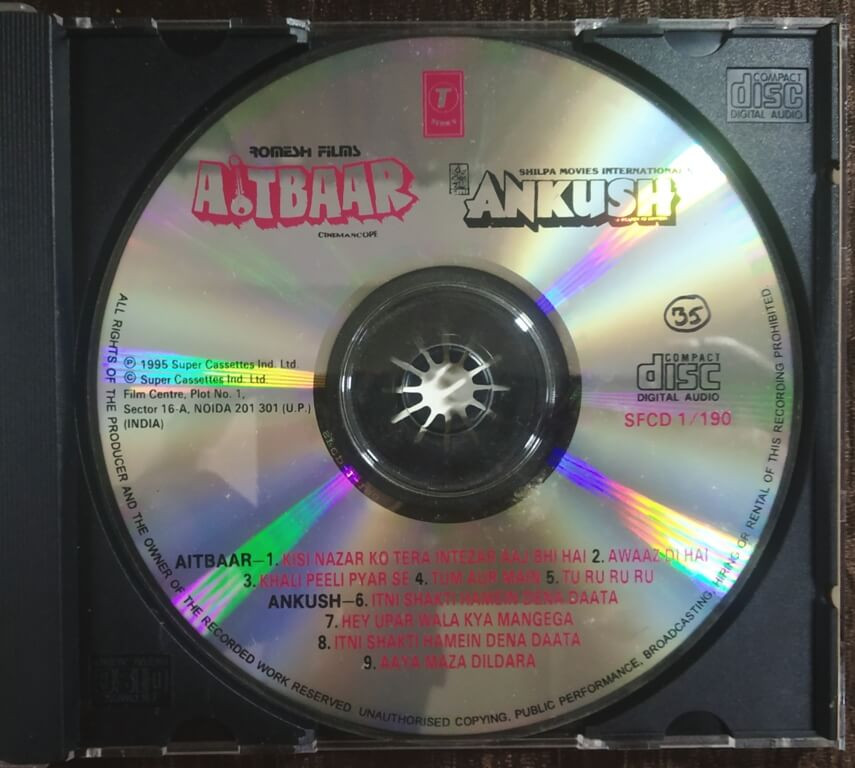 T
SERIES
COMPACT
disc
DIGITAL AUDIO
ROMESH FILMS
AITBAAR
CINEMASCOPE
SHILPA MOVIES INTERNATIONAL'S
ANKUSH
35
COMPACT
disc
DIGITAL AUDIO
SFCD 1/190
Ⓟ 1995 Super Cassettes Ind. Ltd.
© Super Cassettes Ind. Ltd.
Film Centre, Plot No. 1,
Sector 16-A, NOIDA 201 301 (U.P.)
(INDIA)
AITBAAR–1. KISI NAZAR KO TERA INTEZAR AAJ BHI HAI 2. AWAAZ DI HAI
3. KHALI PEELI PYAR SE 4. TUM AUR MAIN 5. TU RU RU RU
ANKUSH–6. ITNI SHAKTI HAMEIN DENA DAATA
7. HEY UPAR WALA KYA MANGEGA
8. ITNI SHAKTI HAMEIN DENA DAATA
9. AAYA MAZA DILDARA
ALL RIGHTS OF THE PRODUCER AND THE OWNER OF THE RECORDED WORK RESERVED. UNAUTHORISED COPYING, PUBLIC PERFORMANCE, BROADCASTING, HIRING OR RENTAL OF THIS RECORDING PROHIBITED.